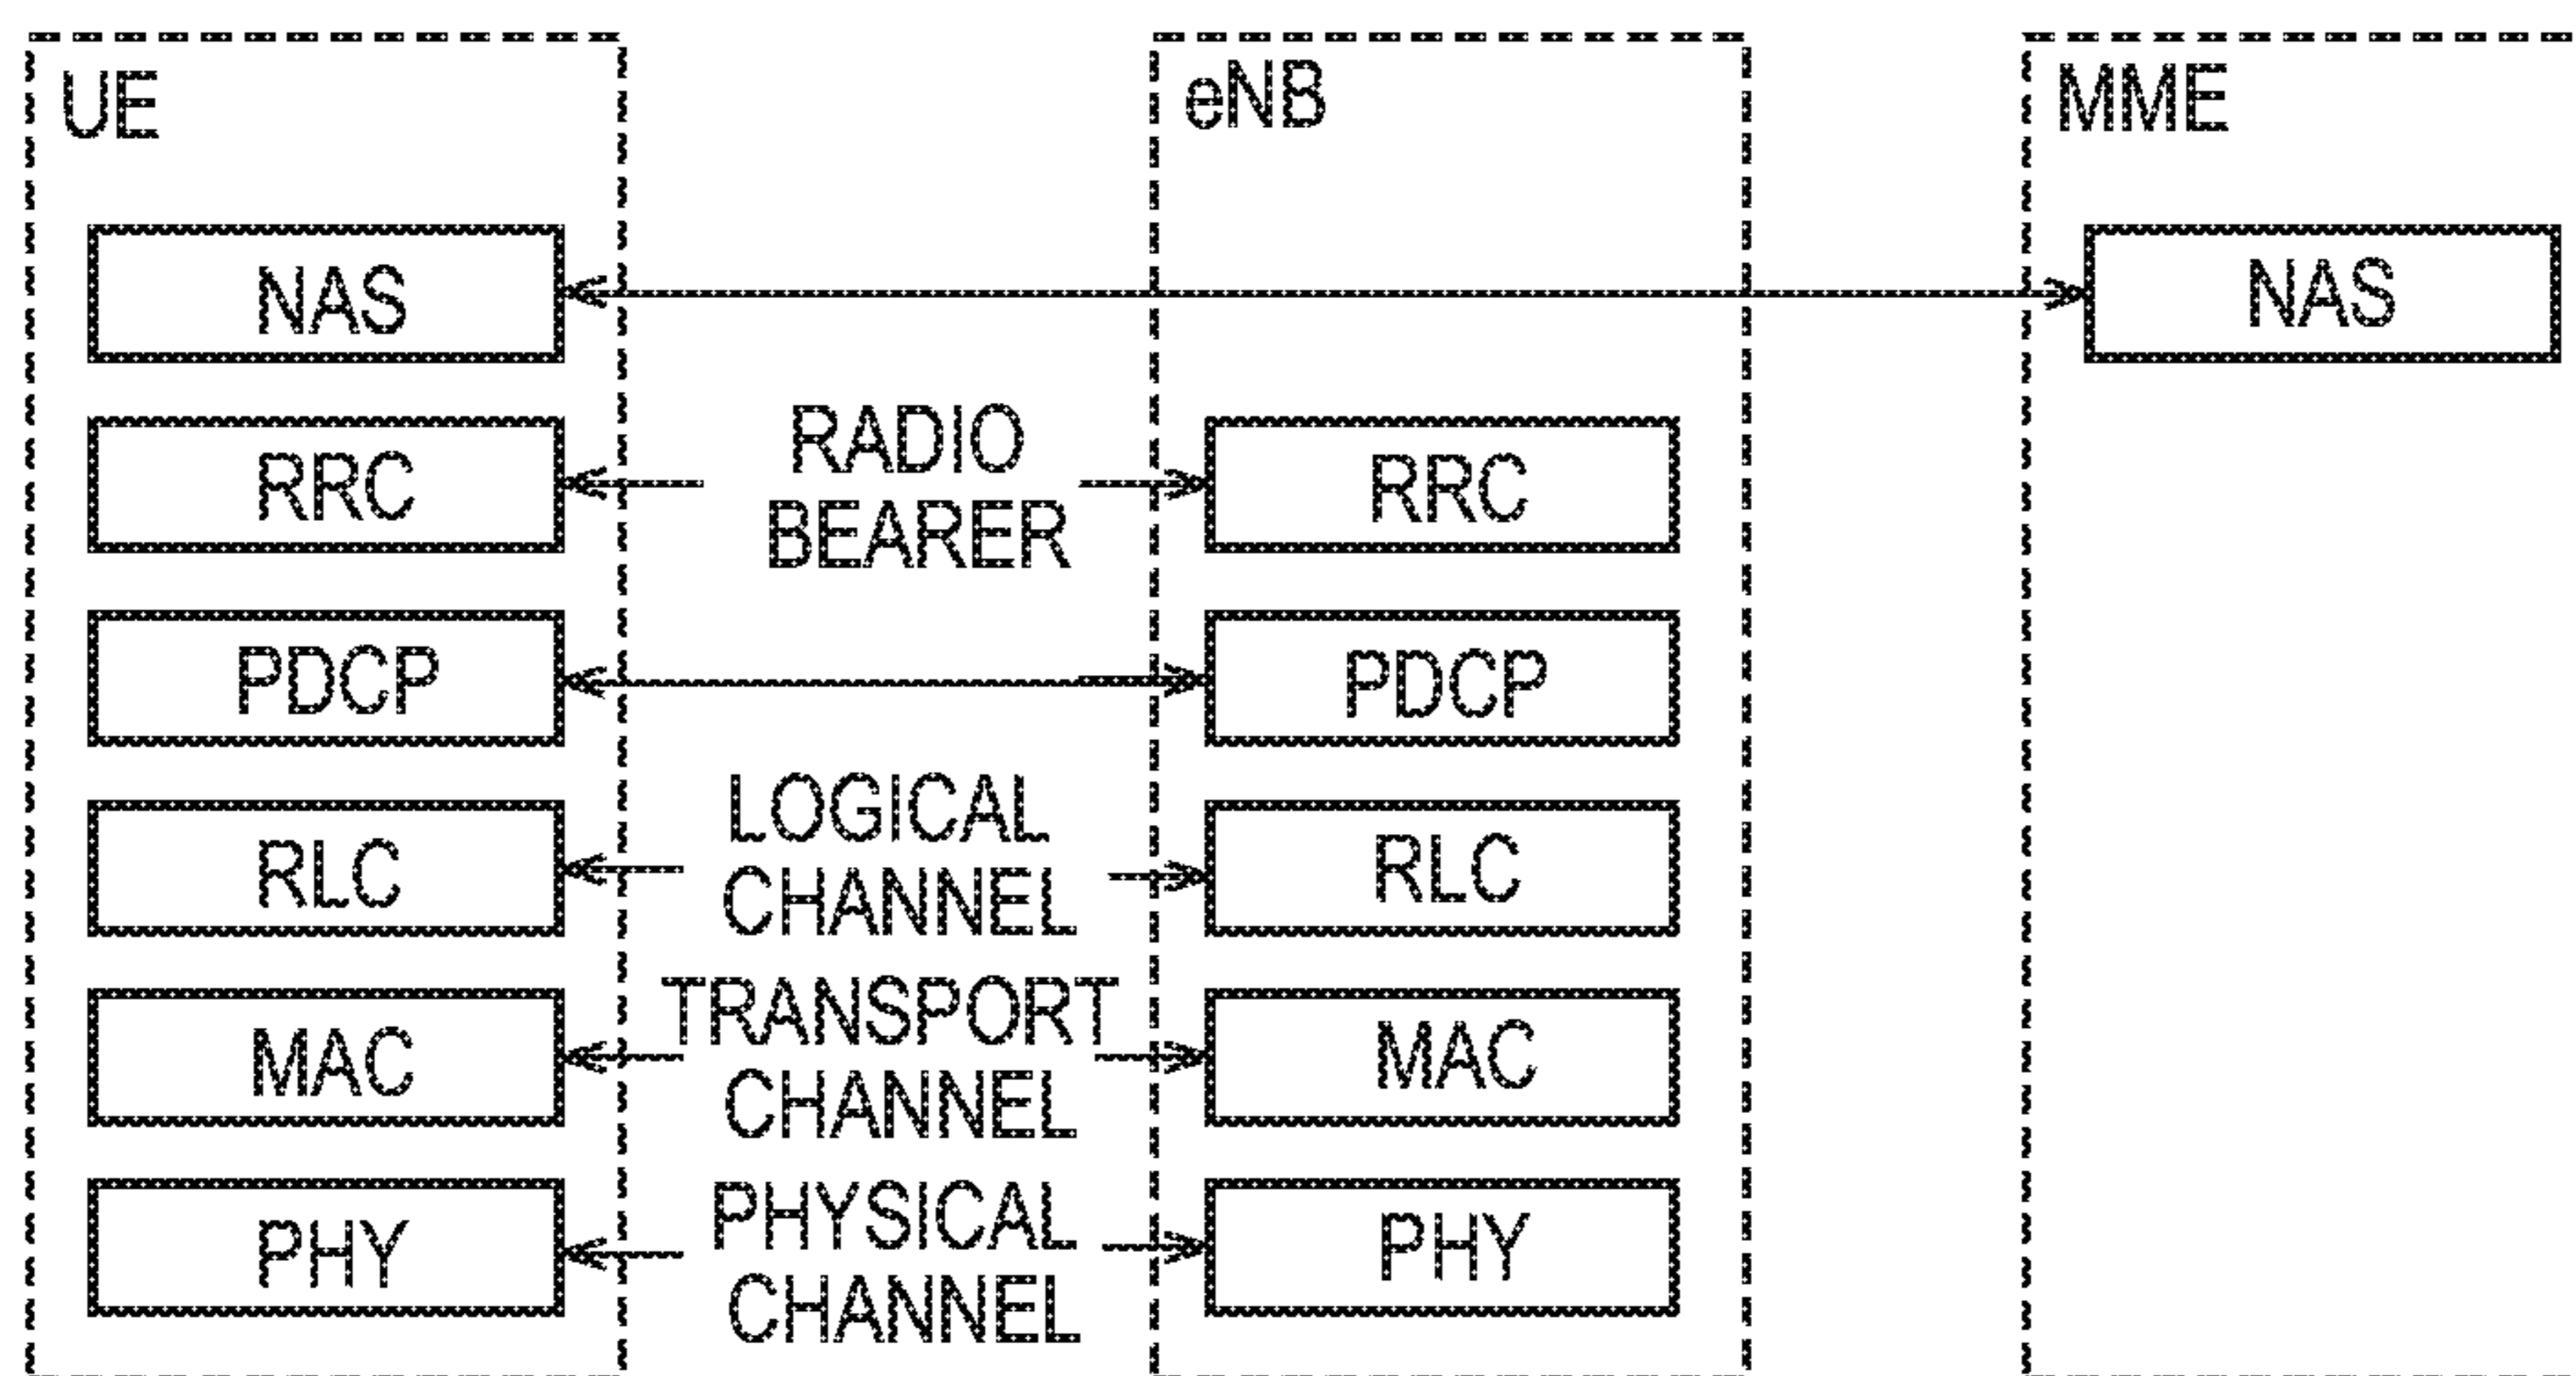 UE
eNB
MME
NAS
NAS
RRC
RADIO
BEARER
RRC
PDCP
PDCP
RLC
LOGICAL
CHANNEL
RLC
MAC
TRANSPORT
CHANNEL
MAC
PHY
PHYSICAL
CHANNEL
PHY